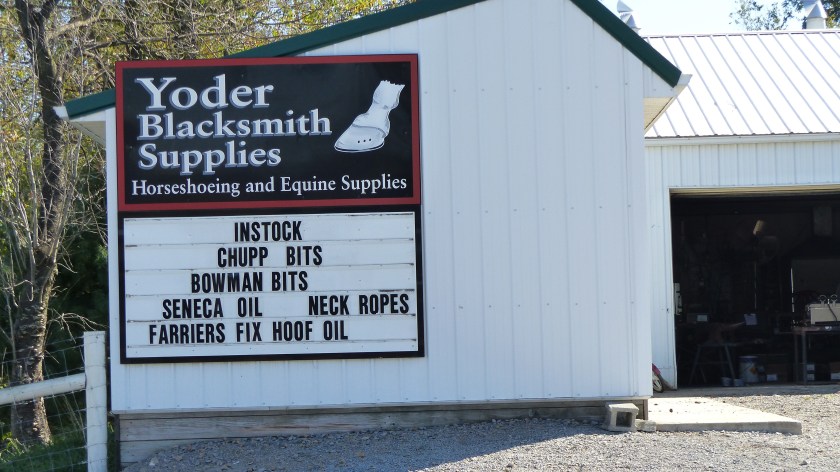 Yoder
Blacksmith
Supplies
Horseshoeing and Equine Supplies
INSTOCK
CHUPP BITS
BOWMAN BITS
SENECA OIL NECK ROPES
FARRIERS FIX HOOF OIL